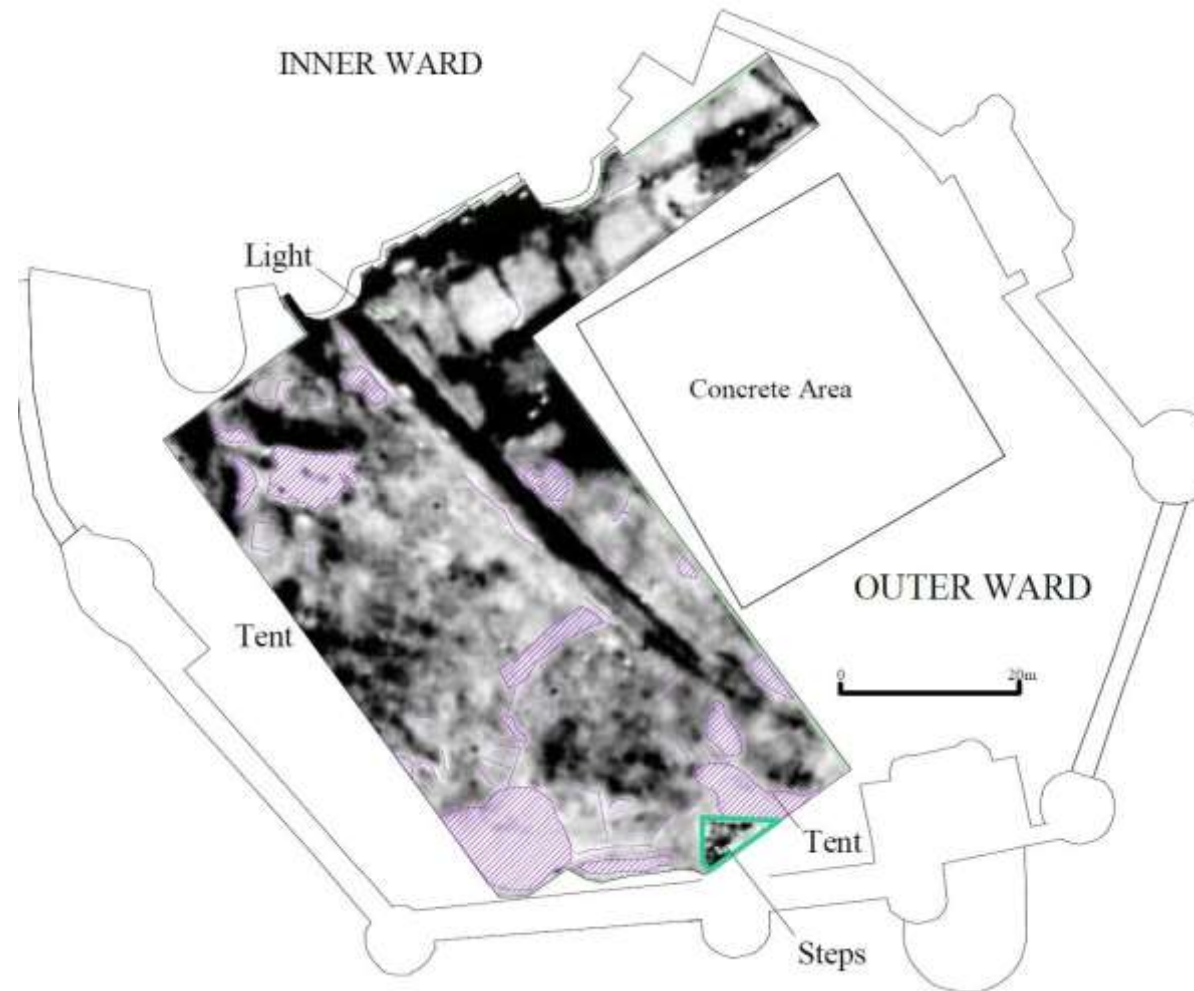 INNER WARD
Light
Concrete Area
OUTER WARD
Tent
0 20m
Tent
Steps